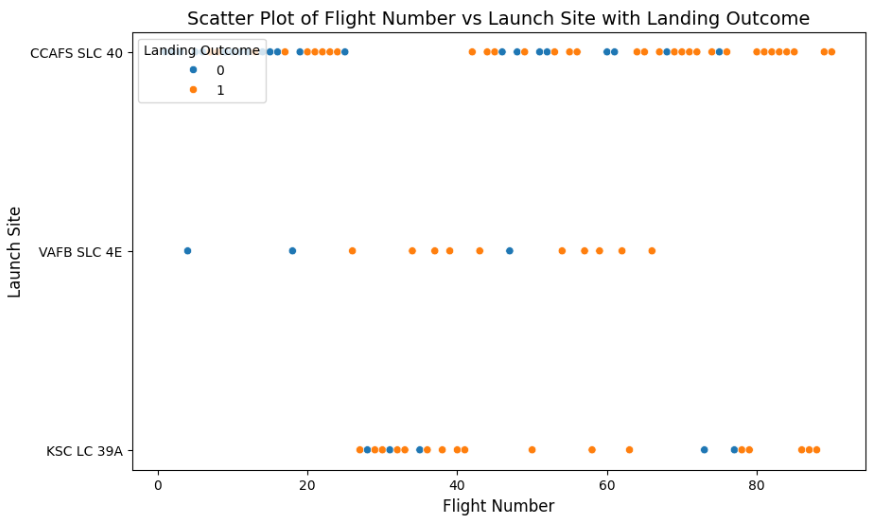 Scatter Plot of Flight Number vs Launch Site with Landing Outcome
Landing Outcome
0
1
CCAFS SLC 40
VAFB SLC 4E
KSC LC 39A
Launch Site
0 20 40 60 80
Flight Number